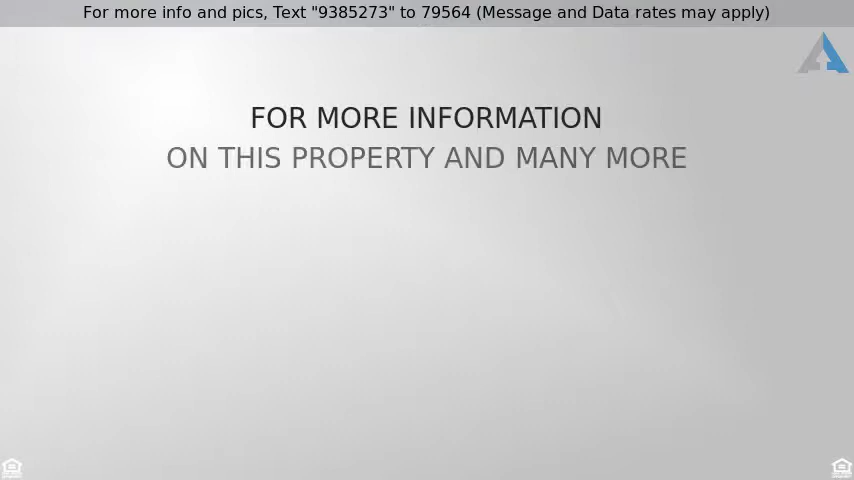 For more info and pics, Text "9385273" to 79564 (Message and Data rates may apply)
FOR MORE INFORMATION
ON THIS PROPERTY AND MANY MORE